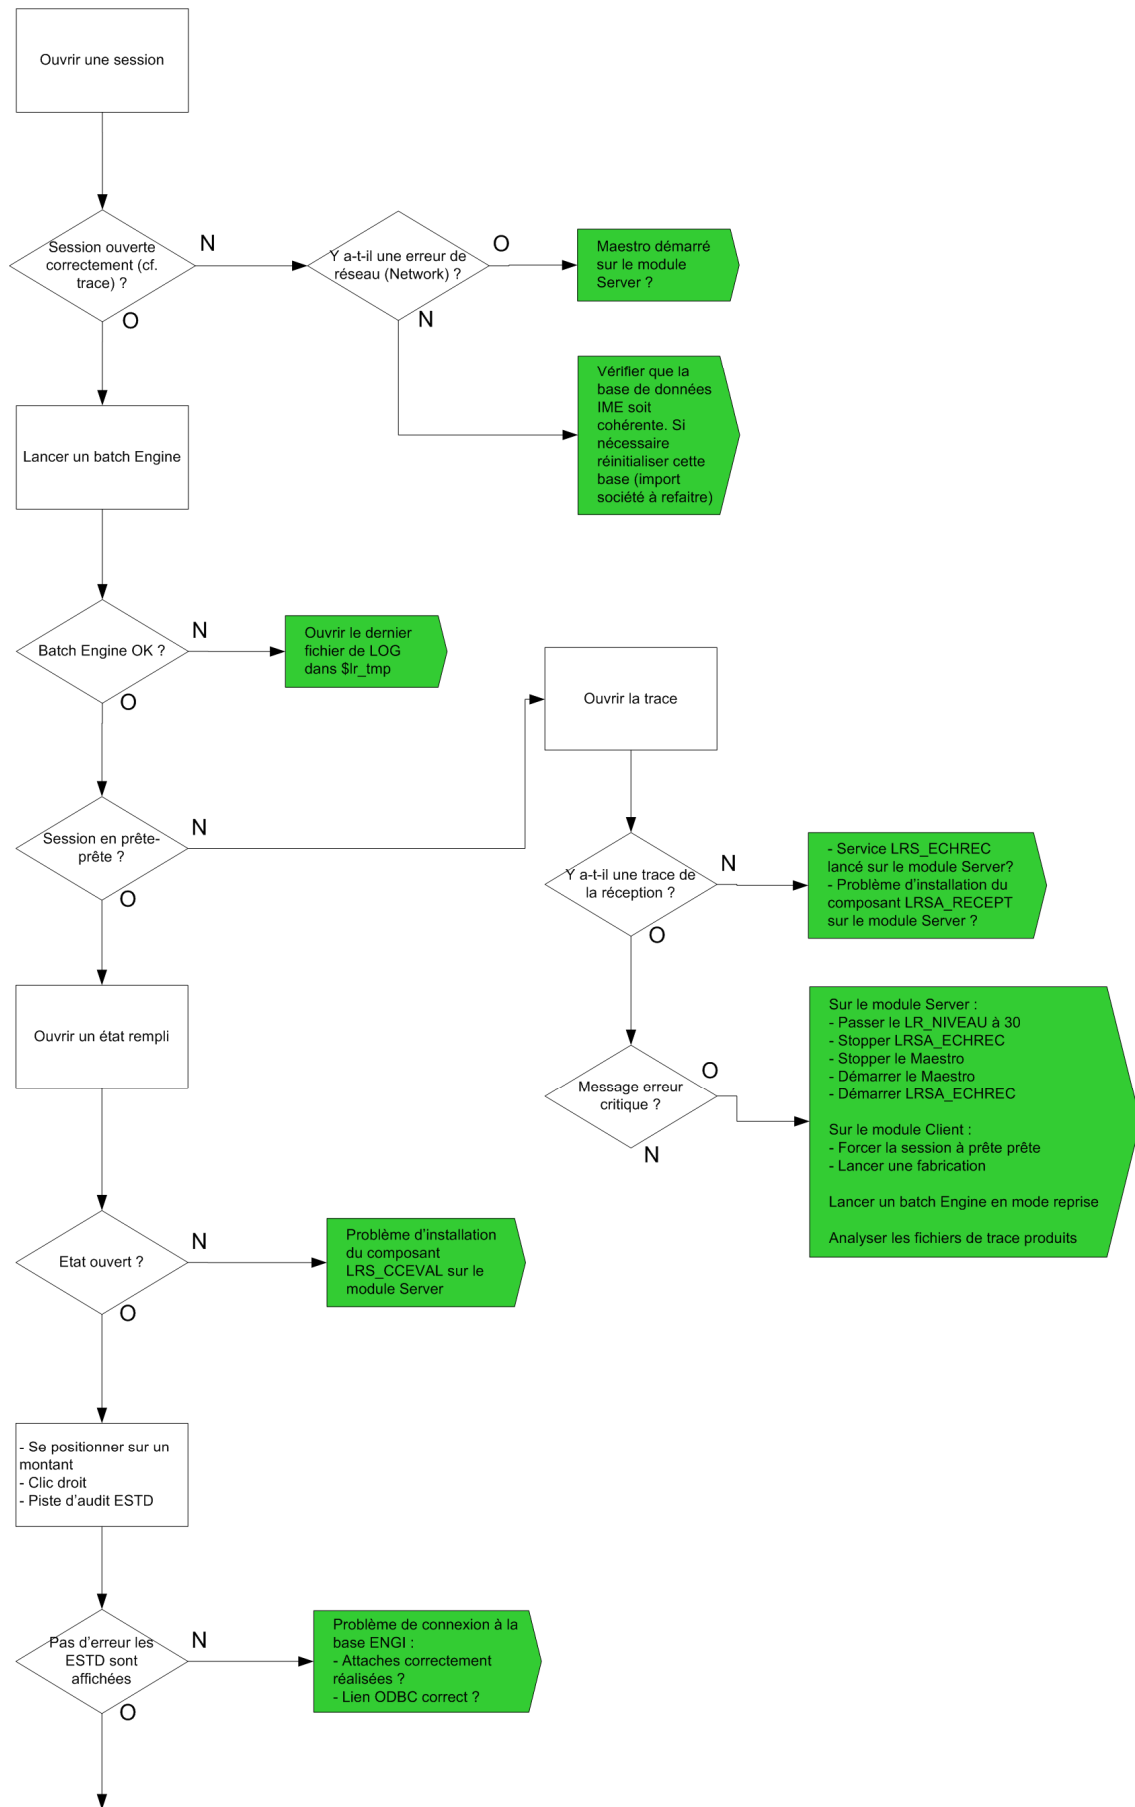 Ouvrir une session
Session ouverte
correctement (cf.
trace) ?
N
O
Y a-t-il une erreur de
réseau (Network) ?
O
N
Maestro démarré
sur le module
Server ?
Vérifier que la
base de données
IME soit
cohérente. Si
nécessaire
réinitialiser cette
base (import
société à refaitre)
Lancer un batch Engine
Batch Engine OK ?
N
O
Ouvrir le dernier
fichier de LOG
dans $lr_tmp
Session en prête-
prête ?
N
O
Ouvrir la trace
Y a-t-il une trace de
la réception ?
N
O
- Service LRS_ECHREC
lancé sur le module Server?
- Problème d'installation du
composant LRSA_RECEPT
sur le module Server ?
Message erreur
critique ?
O
N
Sur le module Server :
- Passer le LR_NIVEAU à 30
- Stopper LRSA_ECHREC
- Stopper le Maestro
- Démarrer le Maestro
- Démarrer LRSA_ECHREC
Sur le module Client :
- Forcer la session à prête prête
- Lancer une fabrication
Lancer un batch Engine en mode reprise
Analyser les fichiers de trace produits
Ouvrir un état rempli
Etat ouvert ?
N
O
Problème d'installation
du composant
LRS_CCEVAL sur le
module Server
- Se positionner sur un
montant
- Clic droit
- Piste d'audit ESTD
Pas d'erreur les
ESTD sont
affichées
N
O
Problème de connexion à la
base ENGI :
- Attaches correctement
réalisées ?
- Lien ODBC correct ?